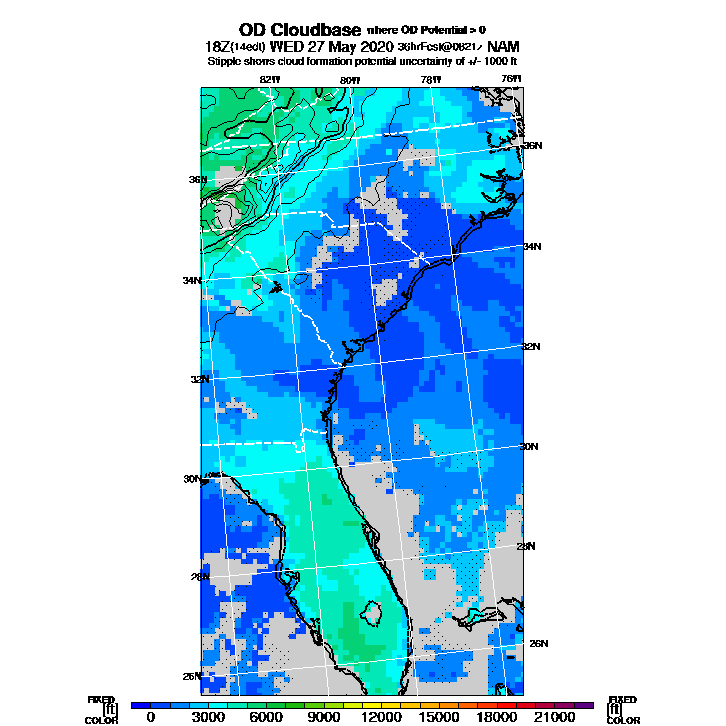 OD Cloudbase where OD Potential > 0
18Z(14edt) WED 27 May 2020 36hrFcst@0821z NAM
Stipple shows cloud formation potential uncertainty of +/- 1000 ft
82W 80W 78W 76W
36N
36N
34N
34N
32N
32N
30N
30N
28N
28N
26N
26N
FIXED FIXED
[ft] [ft]
COLOR COLOR
0 3000 6000 9000 12000 15000 18000 21000